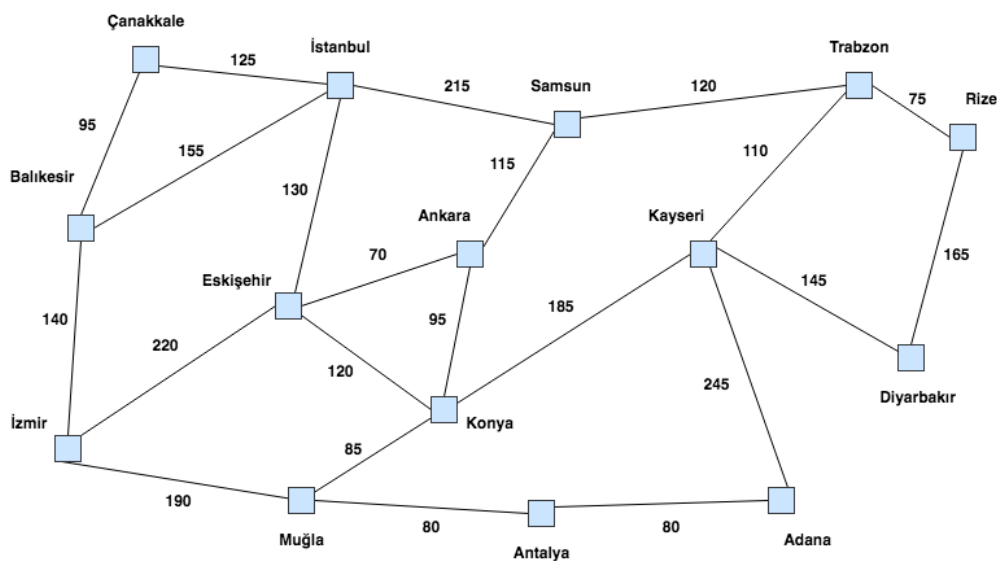 Çanakkale
İstanbul
Trabzon
125
215
Samsun
120
75
Rize
95
155
115
110
Balıkesir
130
Ankara
Kayseri
70
165
Eskişehir
145
140
95
185
220
120
245
Diyarbakır
İzmir
85
Konya
190
80
80
Muğla
Antalya
Adana